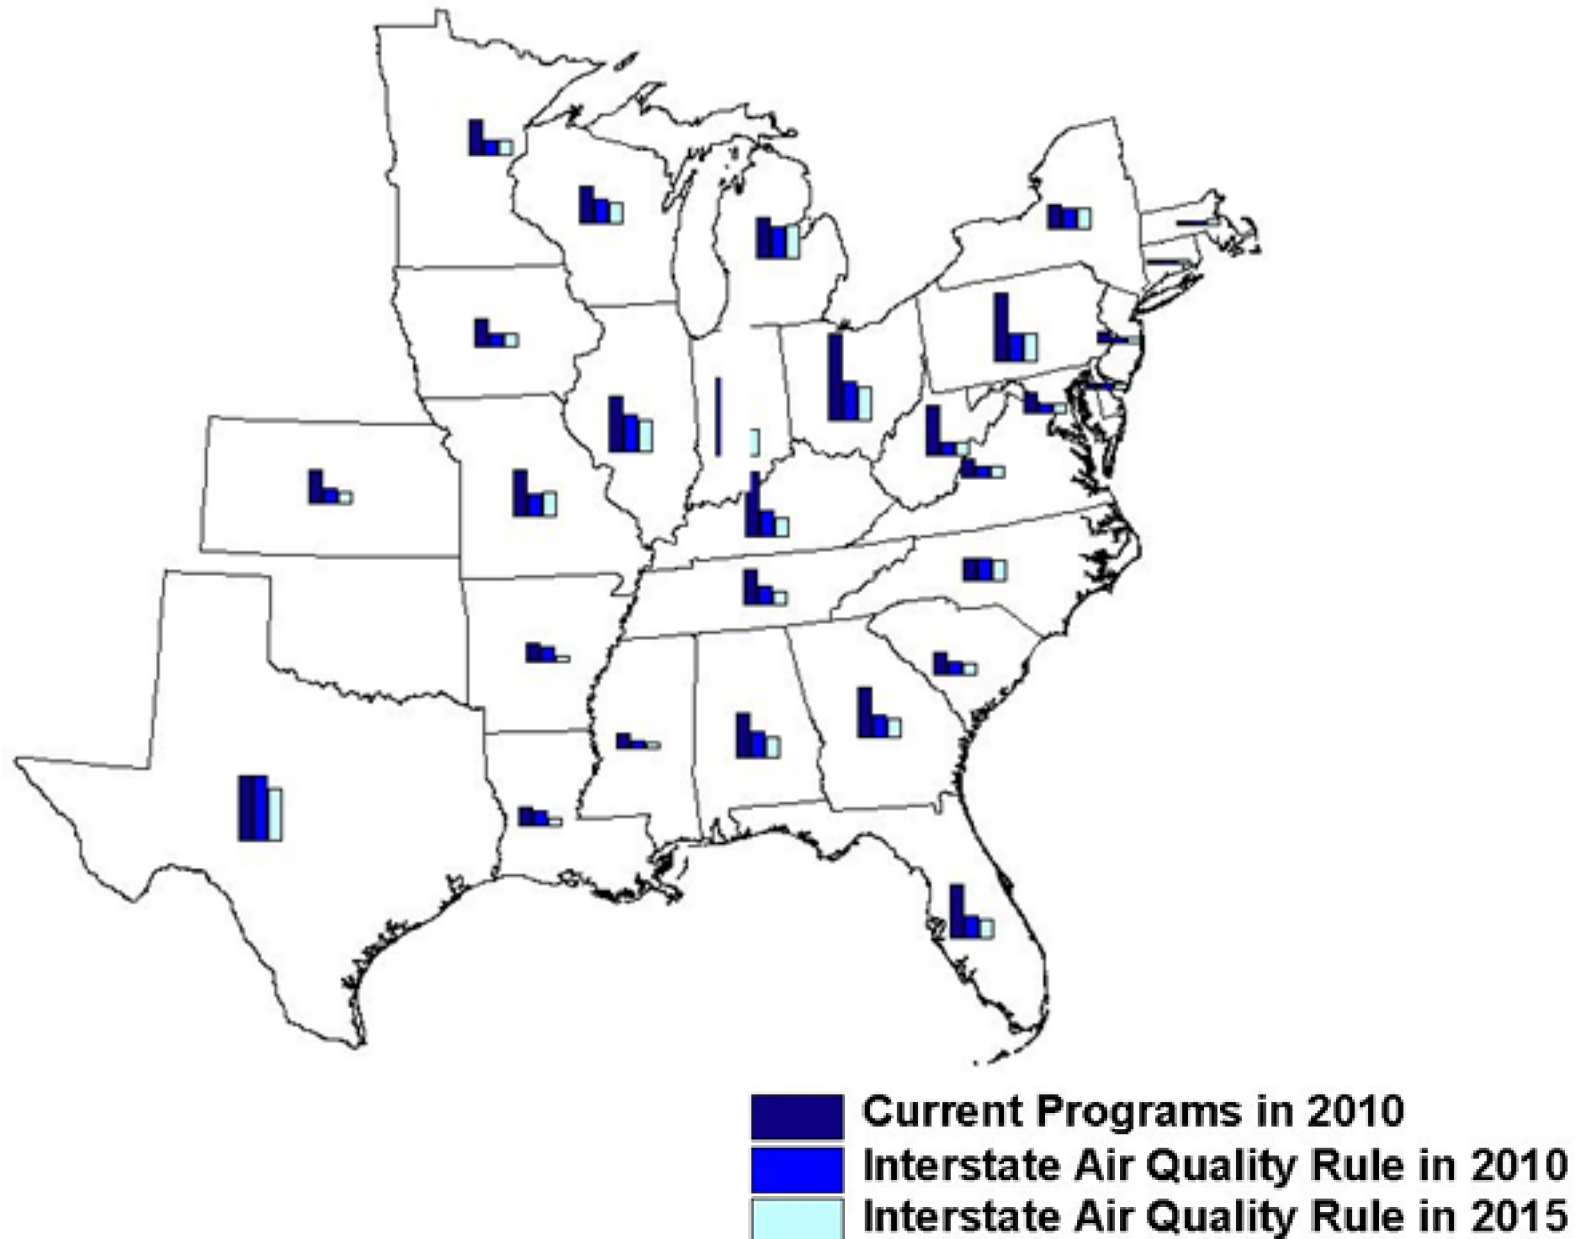 Current Programs in 2010
Interstate Air Quality Rule in 2010
Interstate Air Quality Rule in 2015